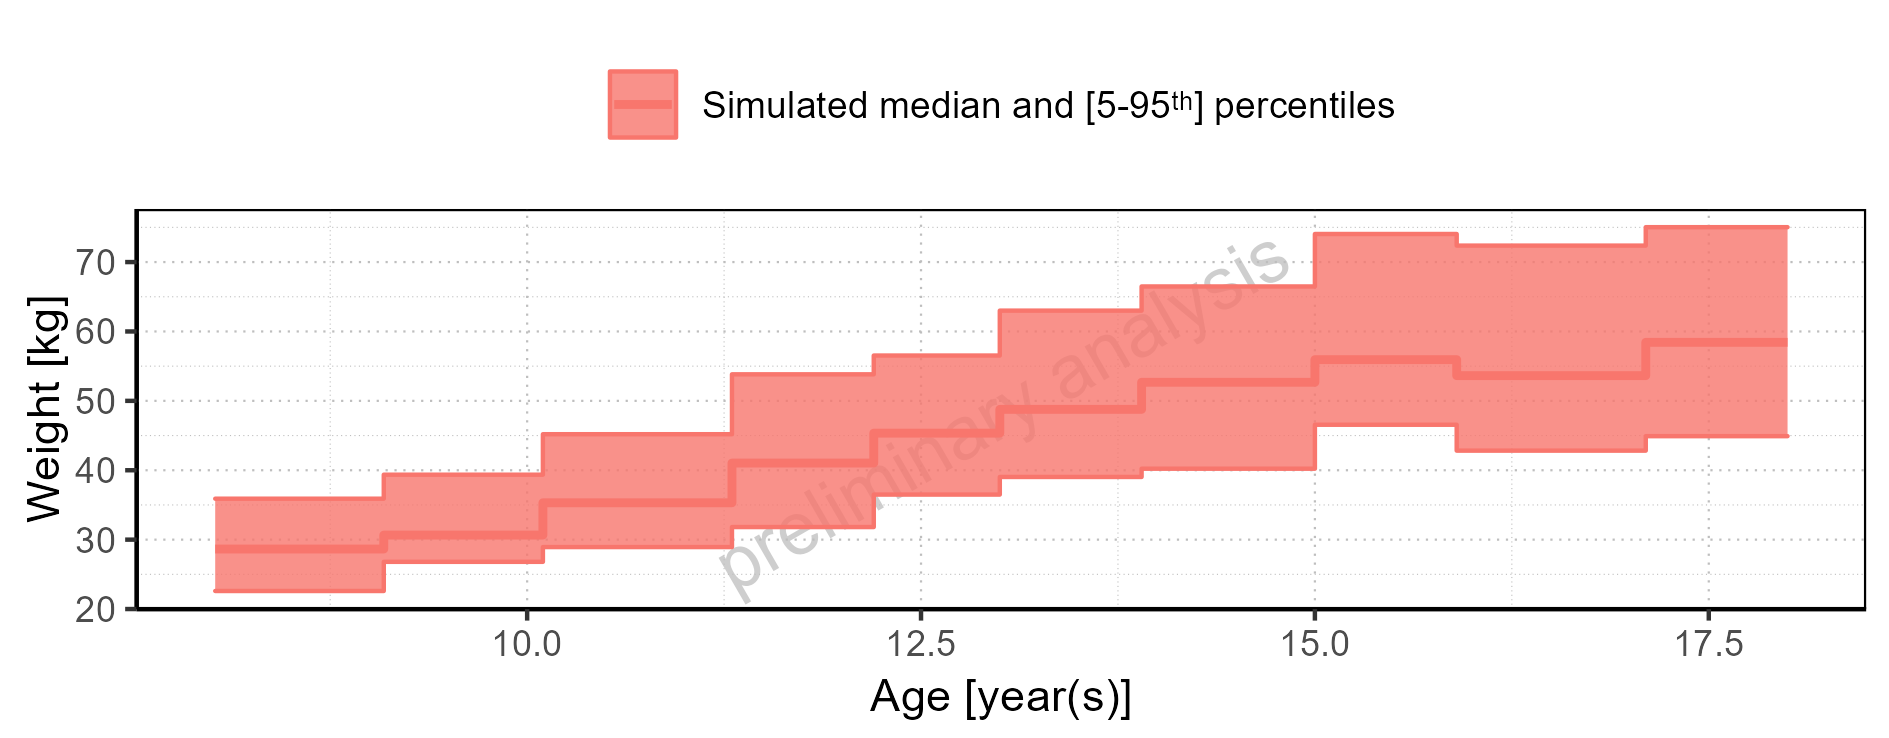 Simulated median and [5-95th] percentiles
Weight [kg]
70
60
50
40
30
20
preliminary analysis
10.0
12.5
15.0
17.5
Age [year(s)]